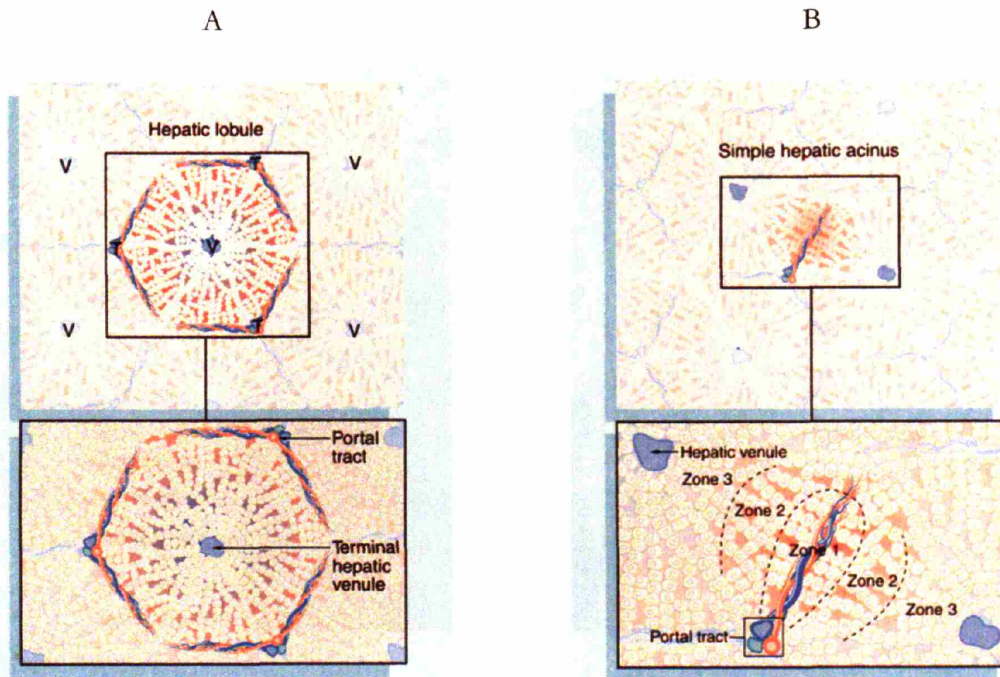 A
B
Hepatic lobule
V
V
T
T
V
V
V
T
Portal
tract
Terminal
hepatic
venule
Simple hepatic acinus
Hepatic venule
Zone 3
Zone 2
Zone 1
Zone 2
Zone 3
Portal tract